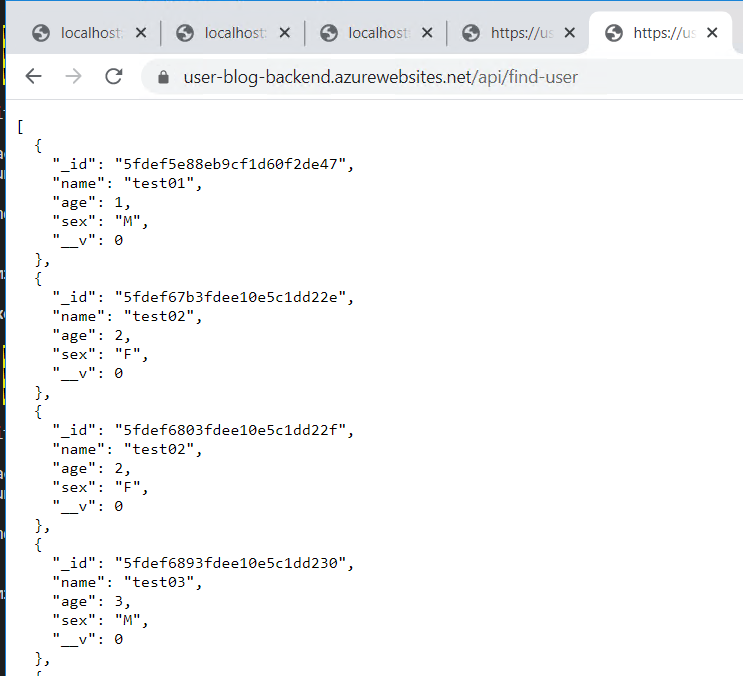 localhost:
localhost:
localhost:
https://us
https://us
user-blog-backend.azurewebsites.net/api/find-user
[
  {
    "_id": "5fdef5e88eb9cf1d60f2de47",
    "name": "test01",
    "age": 1,
    "sex": "M",
    "__v": 0
  },
  {
    "_id": "5fdef67b3fdee10e5c1dd22e",
    "name": "test02",
    "age": 2,
    "sex": "F",
    "__v": 0
  },
  {
    "_id": "5fdef6803fdee10e5c1dd22f",
    "name": "test02",
    "age": 2,
    "sex": "F",
    "__v": 0
  },
  {
    "_id": "5fdef6893fdee10e5c1dd230",
    "name": "test03",
    "age": 3,
    "sex": "M",
    "__v": 0
  },
  {